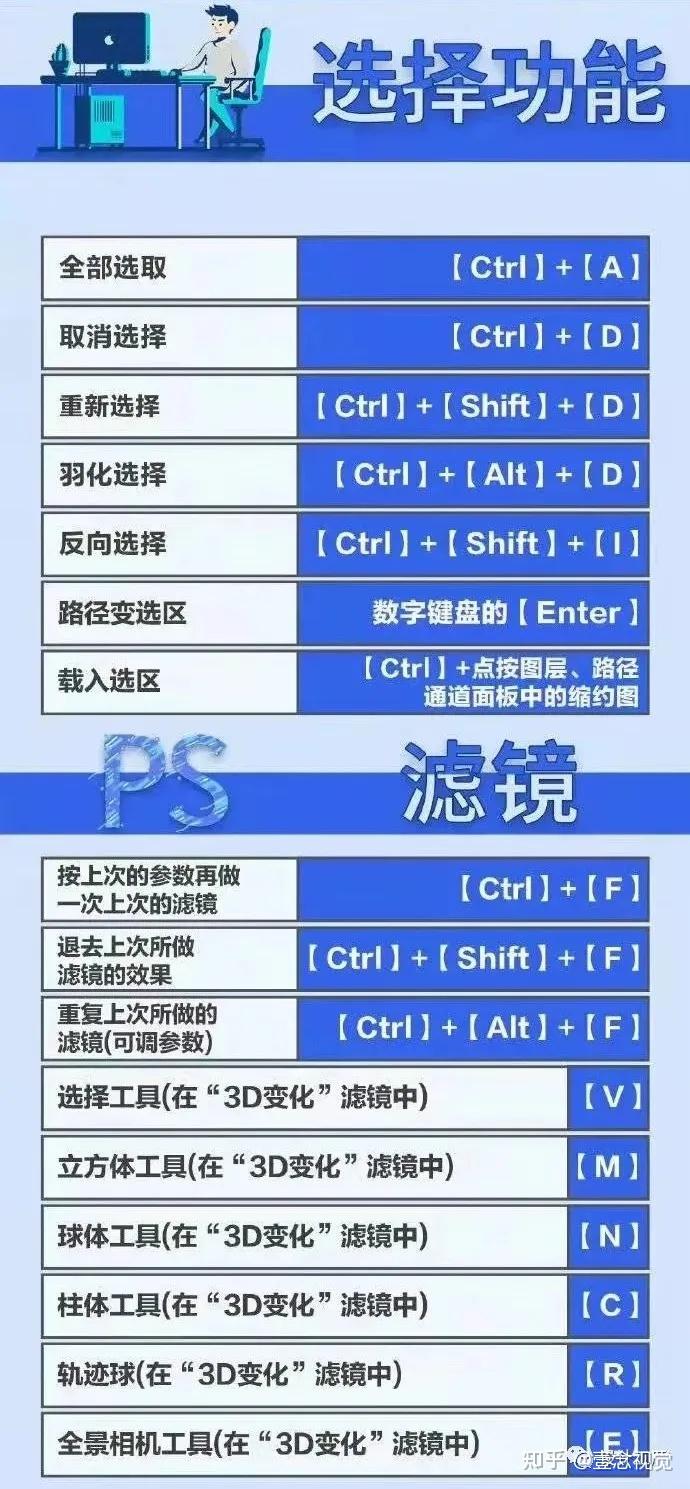 选择功能
全部选取 【Ctrl】+【A】
取消选择 【Ctrl】+【D】
重新选择 【Ctrl】+【Shift】+【D】
羽化选择 【Ctrl】+【Alt】+【D】
反向选择 【Ctrl】+【Shift】+【I】
路径变选区 数字键盘的【Enter】
载入选区 【Ctrl】+点按图层、路径
通道面板中的缩约图
PS 滤镜
按上次的参数再做
一次上次的滤镜 【Ctrl】+【F】
退去上次所做
滤镜的效果 【Ctrl】+【Shift】+【F】
重复上次所做的
滤镜(可调参数) 【Ctrl】+【Alt】+【F】
选择工具(在“3D变化”滤镜中) 【V】
立方体工具(在“3D变化”滤镜中) 【M】
球体工具(在“3D变化”滤镜中) 【N】
柱体工具(在“3D变化”滤镜中) 【C】
轨迹球(在“3D变化”滤镜中) 【R】
全景相机工具(在“3D变化”滤镜中) 【E】
知乎 @壹念视觉